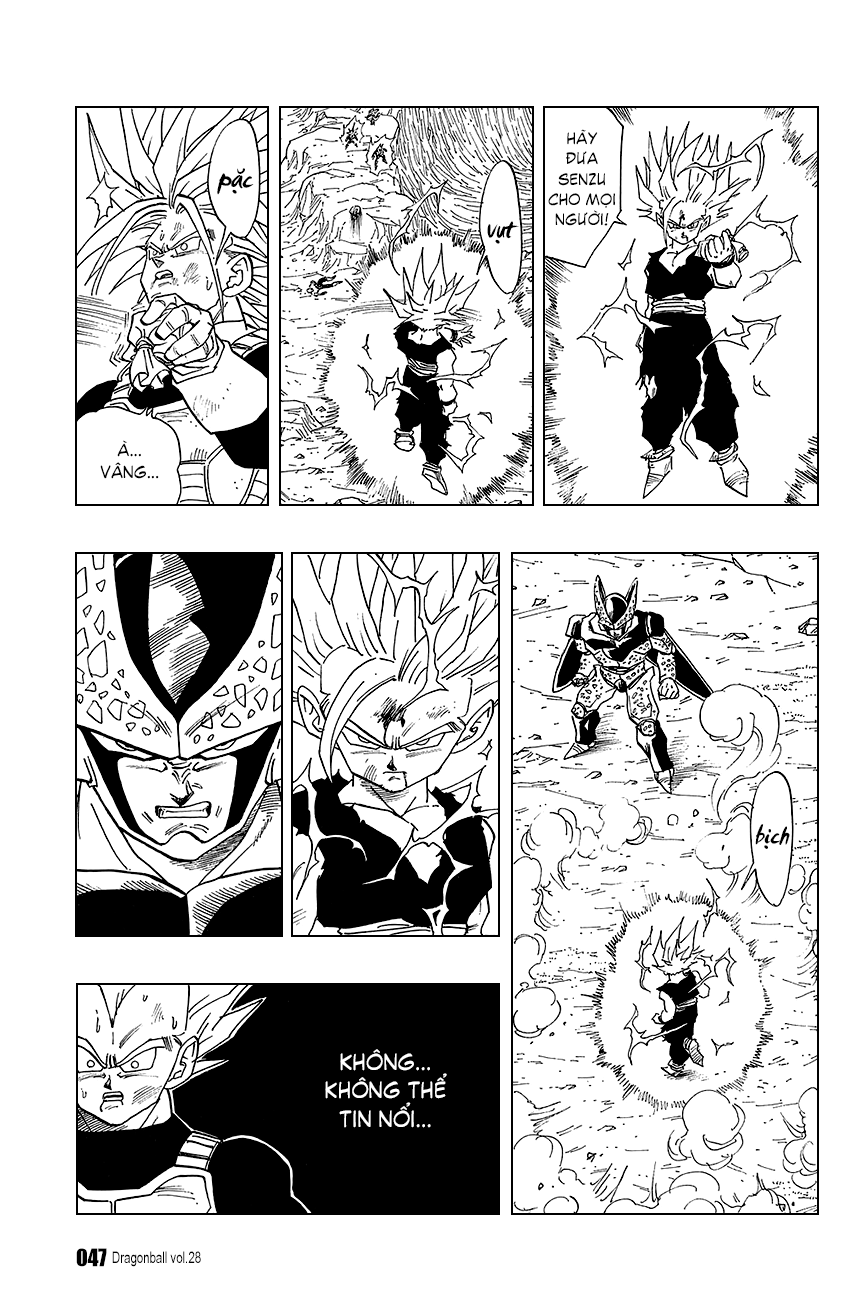 HÃY
ĐƯA
SENZU
CHO MỌI
NGƯỜI!
vụt
pặc
À...
VÂNG...
bịch
KHÔNG...
KHÔNG THỂ
TIN NỔI...
047 Dragonball vol.28